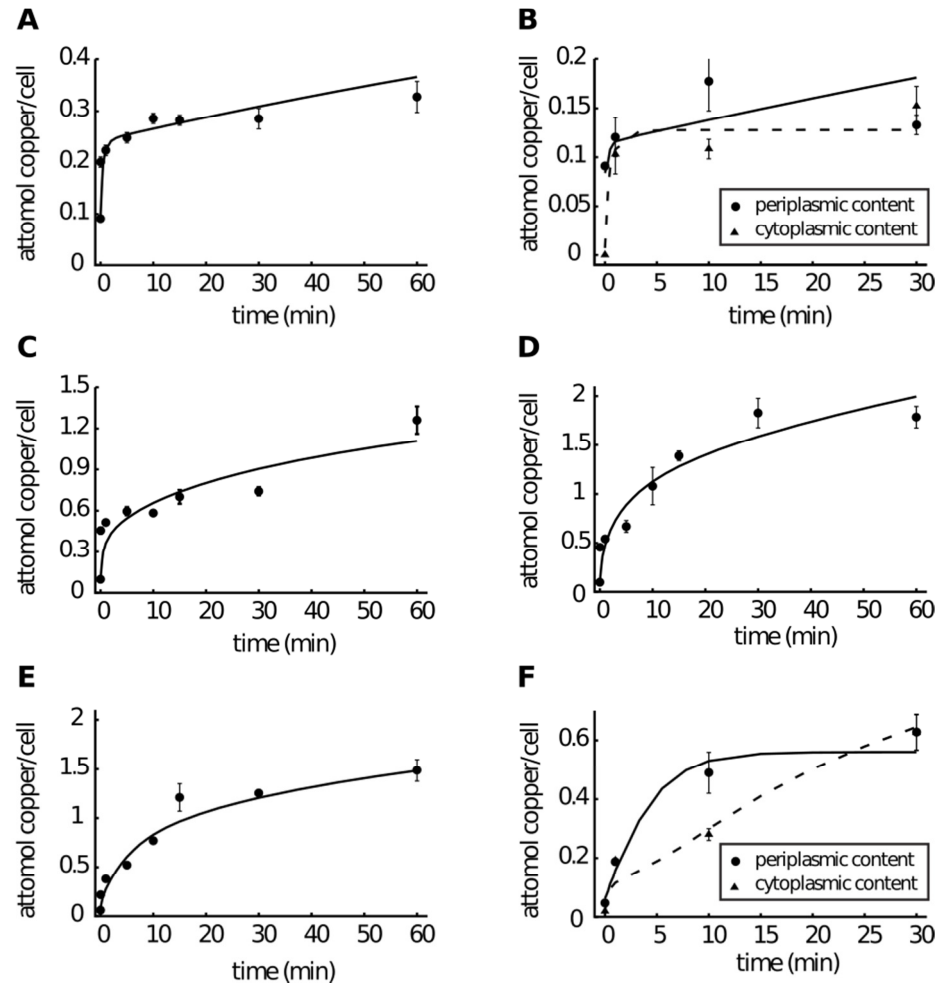 A
attomol copper/cell
0.4
0.3
0.2
0.1
0
0 10 20 30 40 50 60
time (min)
B
attomol copper/cell
0.2
0.15
0.1
0.05
0
periplasmic content
cytoplasmic content
0 5 10 15 20 25 30
time (min)
C
attomol copper/cell
1.5
1.2
0.9
0.6
0.3
0
0 10 20 30 40 50 60
time (min)
D
attomol copper/cell
2
1.5
1
0.5
0
0 10 20 30 40 50 60
time (min)
E
attomol copper/cell
2
1.5
1
0.5
0
0 10 20 30 40 50 60
time (min)
F
attomol copper/cell
0.6
0.4
0.2
0
periplasmic content
cytoplasmic content
0 5 10 15 20 25 30
time (min)